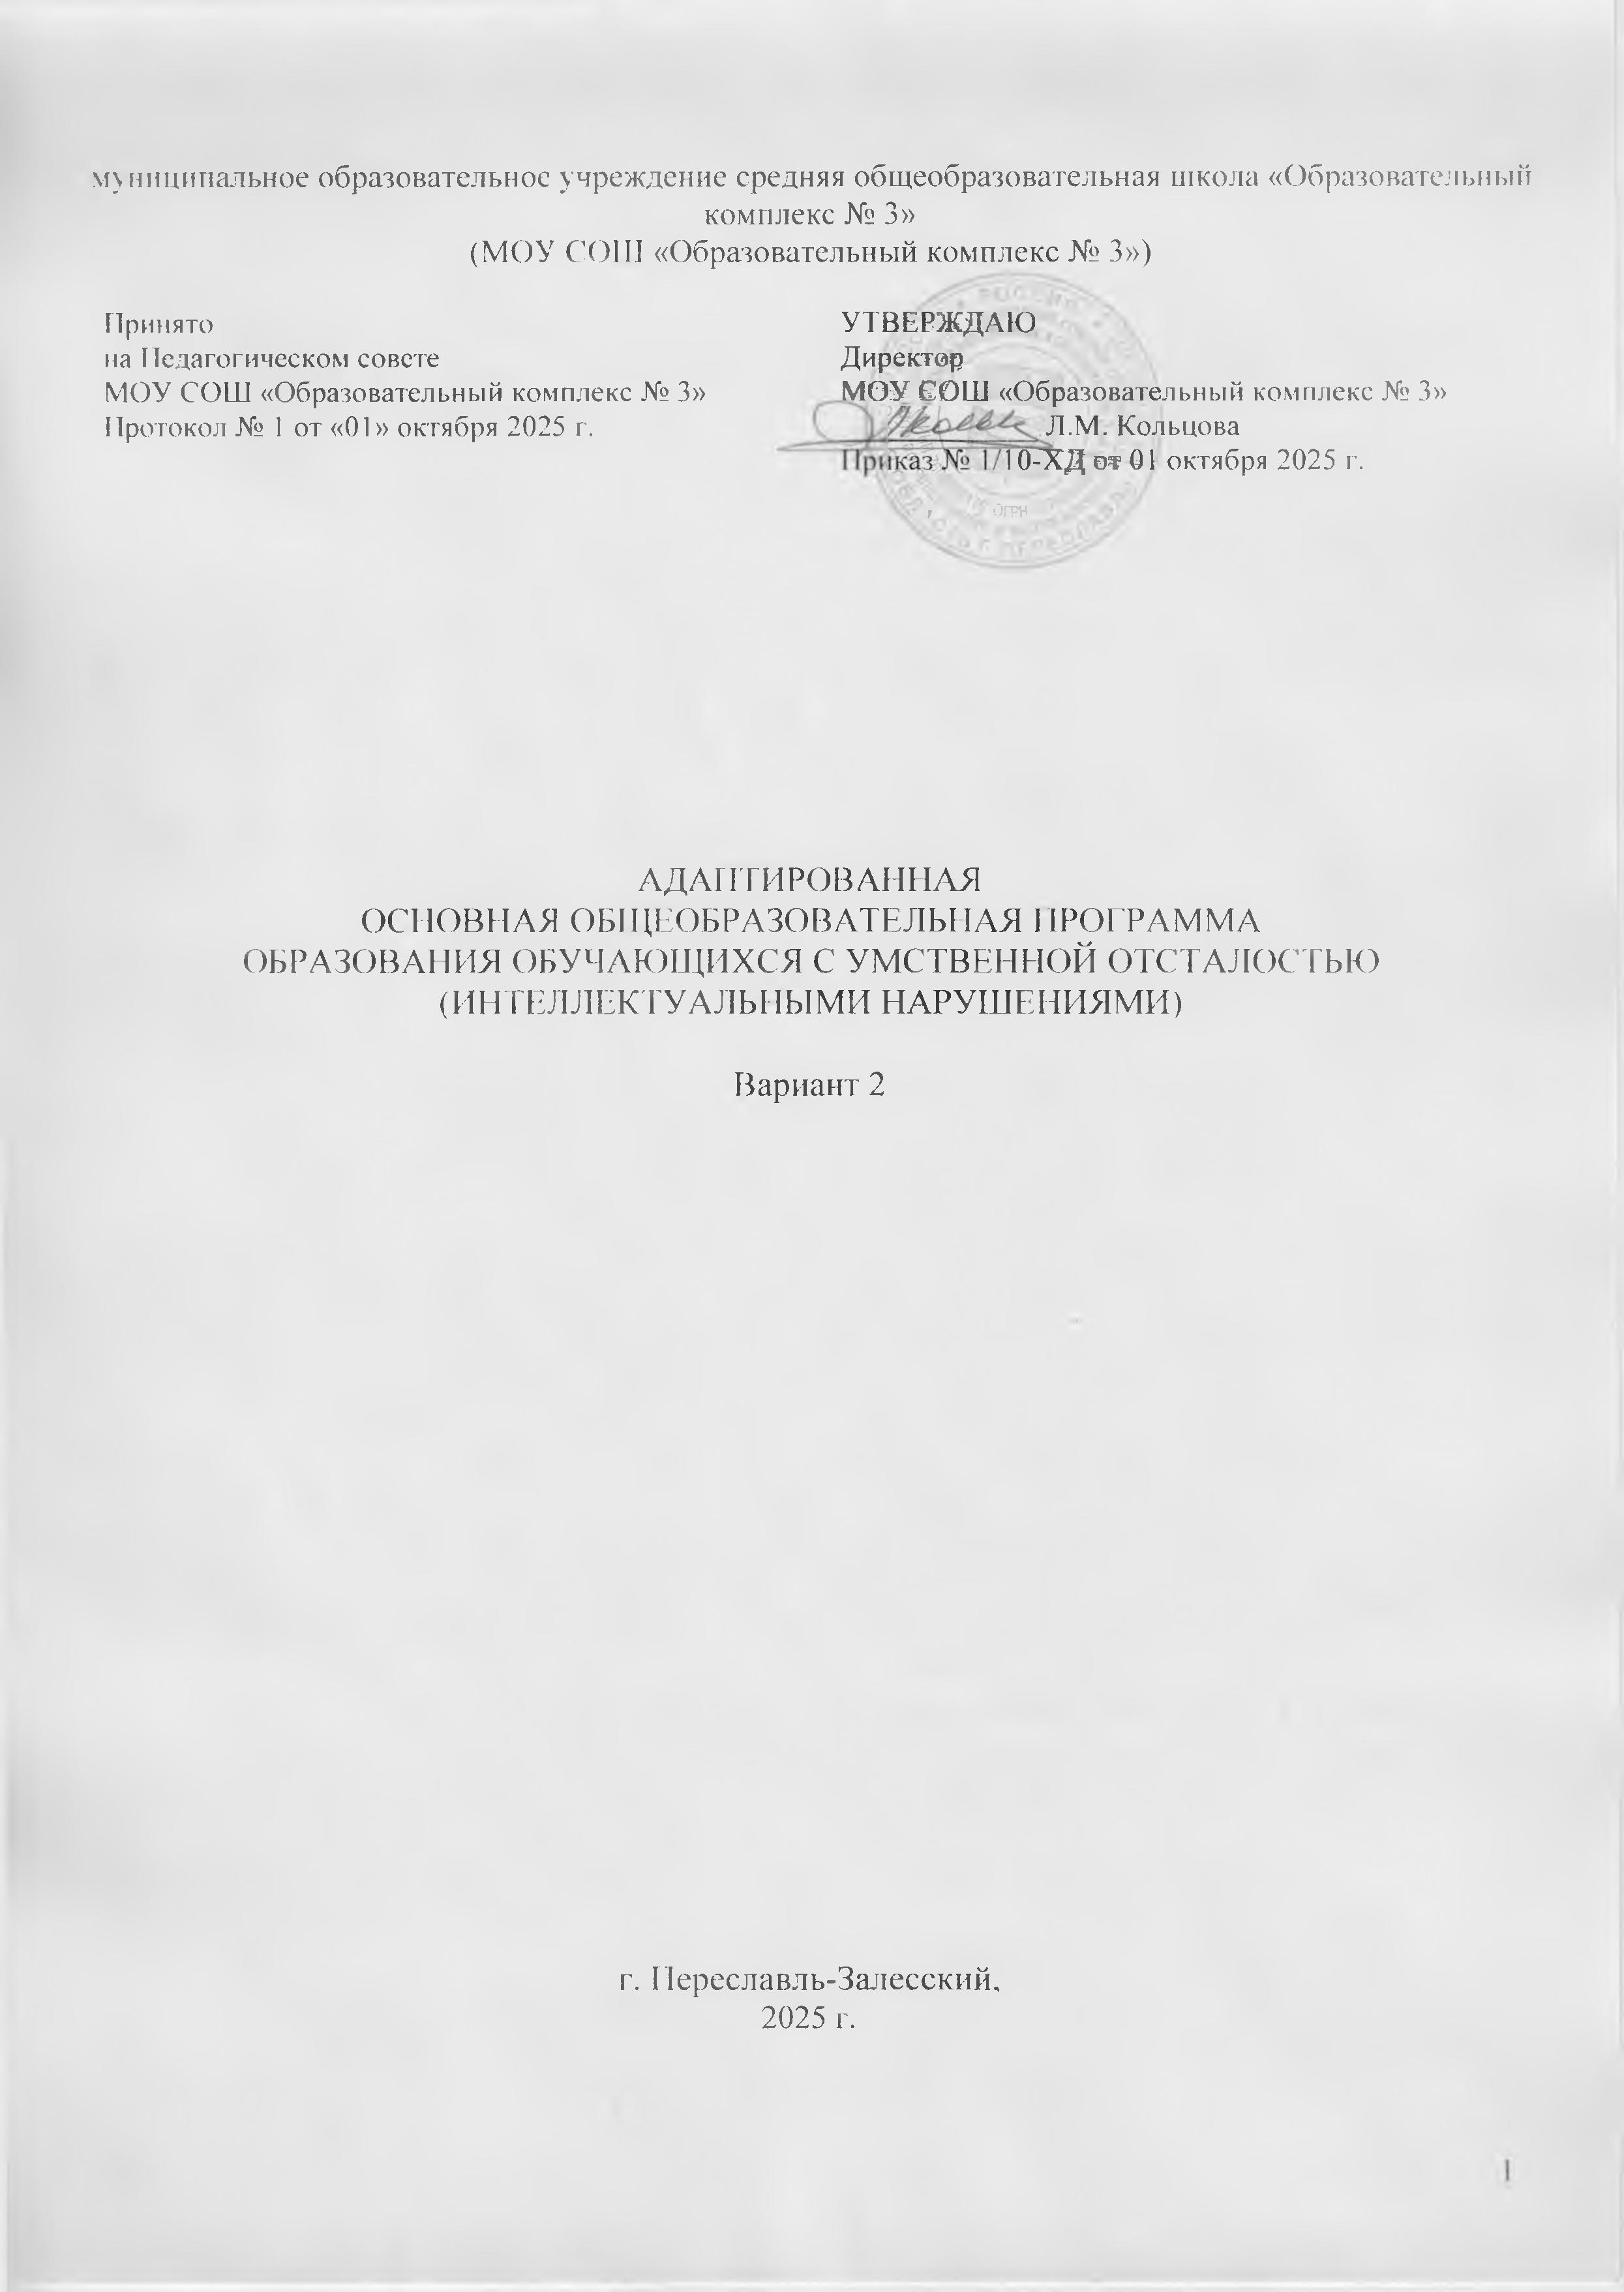 муниципальное образовательное учреждение средняя общеобразовательная школа «Образовательный
комплекс № 3»
(МОУ СОШ «Образовательный комплекс № 3»)
Принято
на Педагогическом совете
МОУ СОШ «Образовательный комплекс № 3»
Протокол № 1 от «01» октября 2025 г.
УТВЕРЖДАЮ
Директор
МОУ СОШ «Образовательный комплекс № 3»
Л.М. Кольцова
Приказ № 1/10-ХД от 01 октября 2025 г.
ОГРН
АДАПТИРОВАННАЯ
ОСНОВНАЯ ОБЩЕОБРАЗОВАТЕЛЬНАЯ ПРОГРАММА
ОБРАЗОВАНИЯ ОБУЧАЮЩИХСЯ С УМСТВЕННОЙ ОТСТАЛОСТЬЮ
(ИНТЕЛЛЕКТУАЛЬНЫМИ НАРУШЕНИЯМИ)
Вариант 2
г. Переславль-Залесский,
2025 г.
1